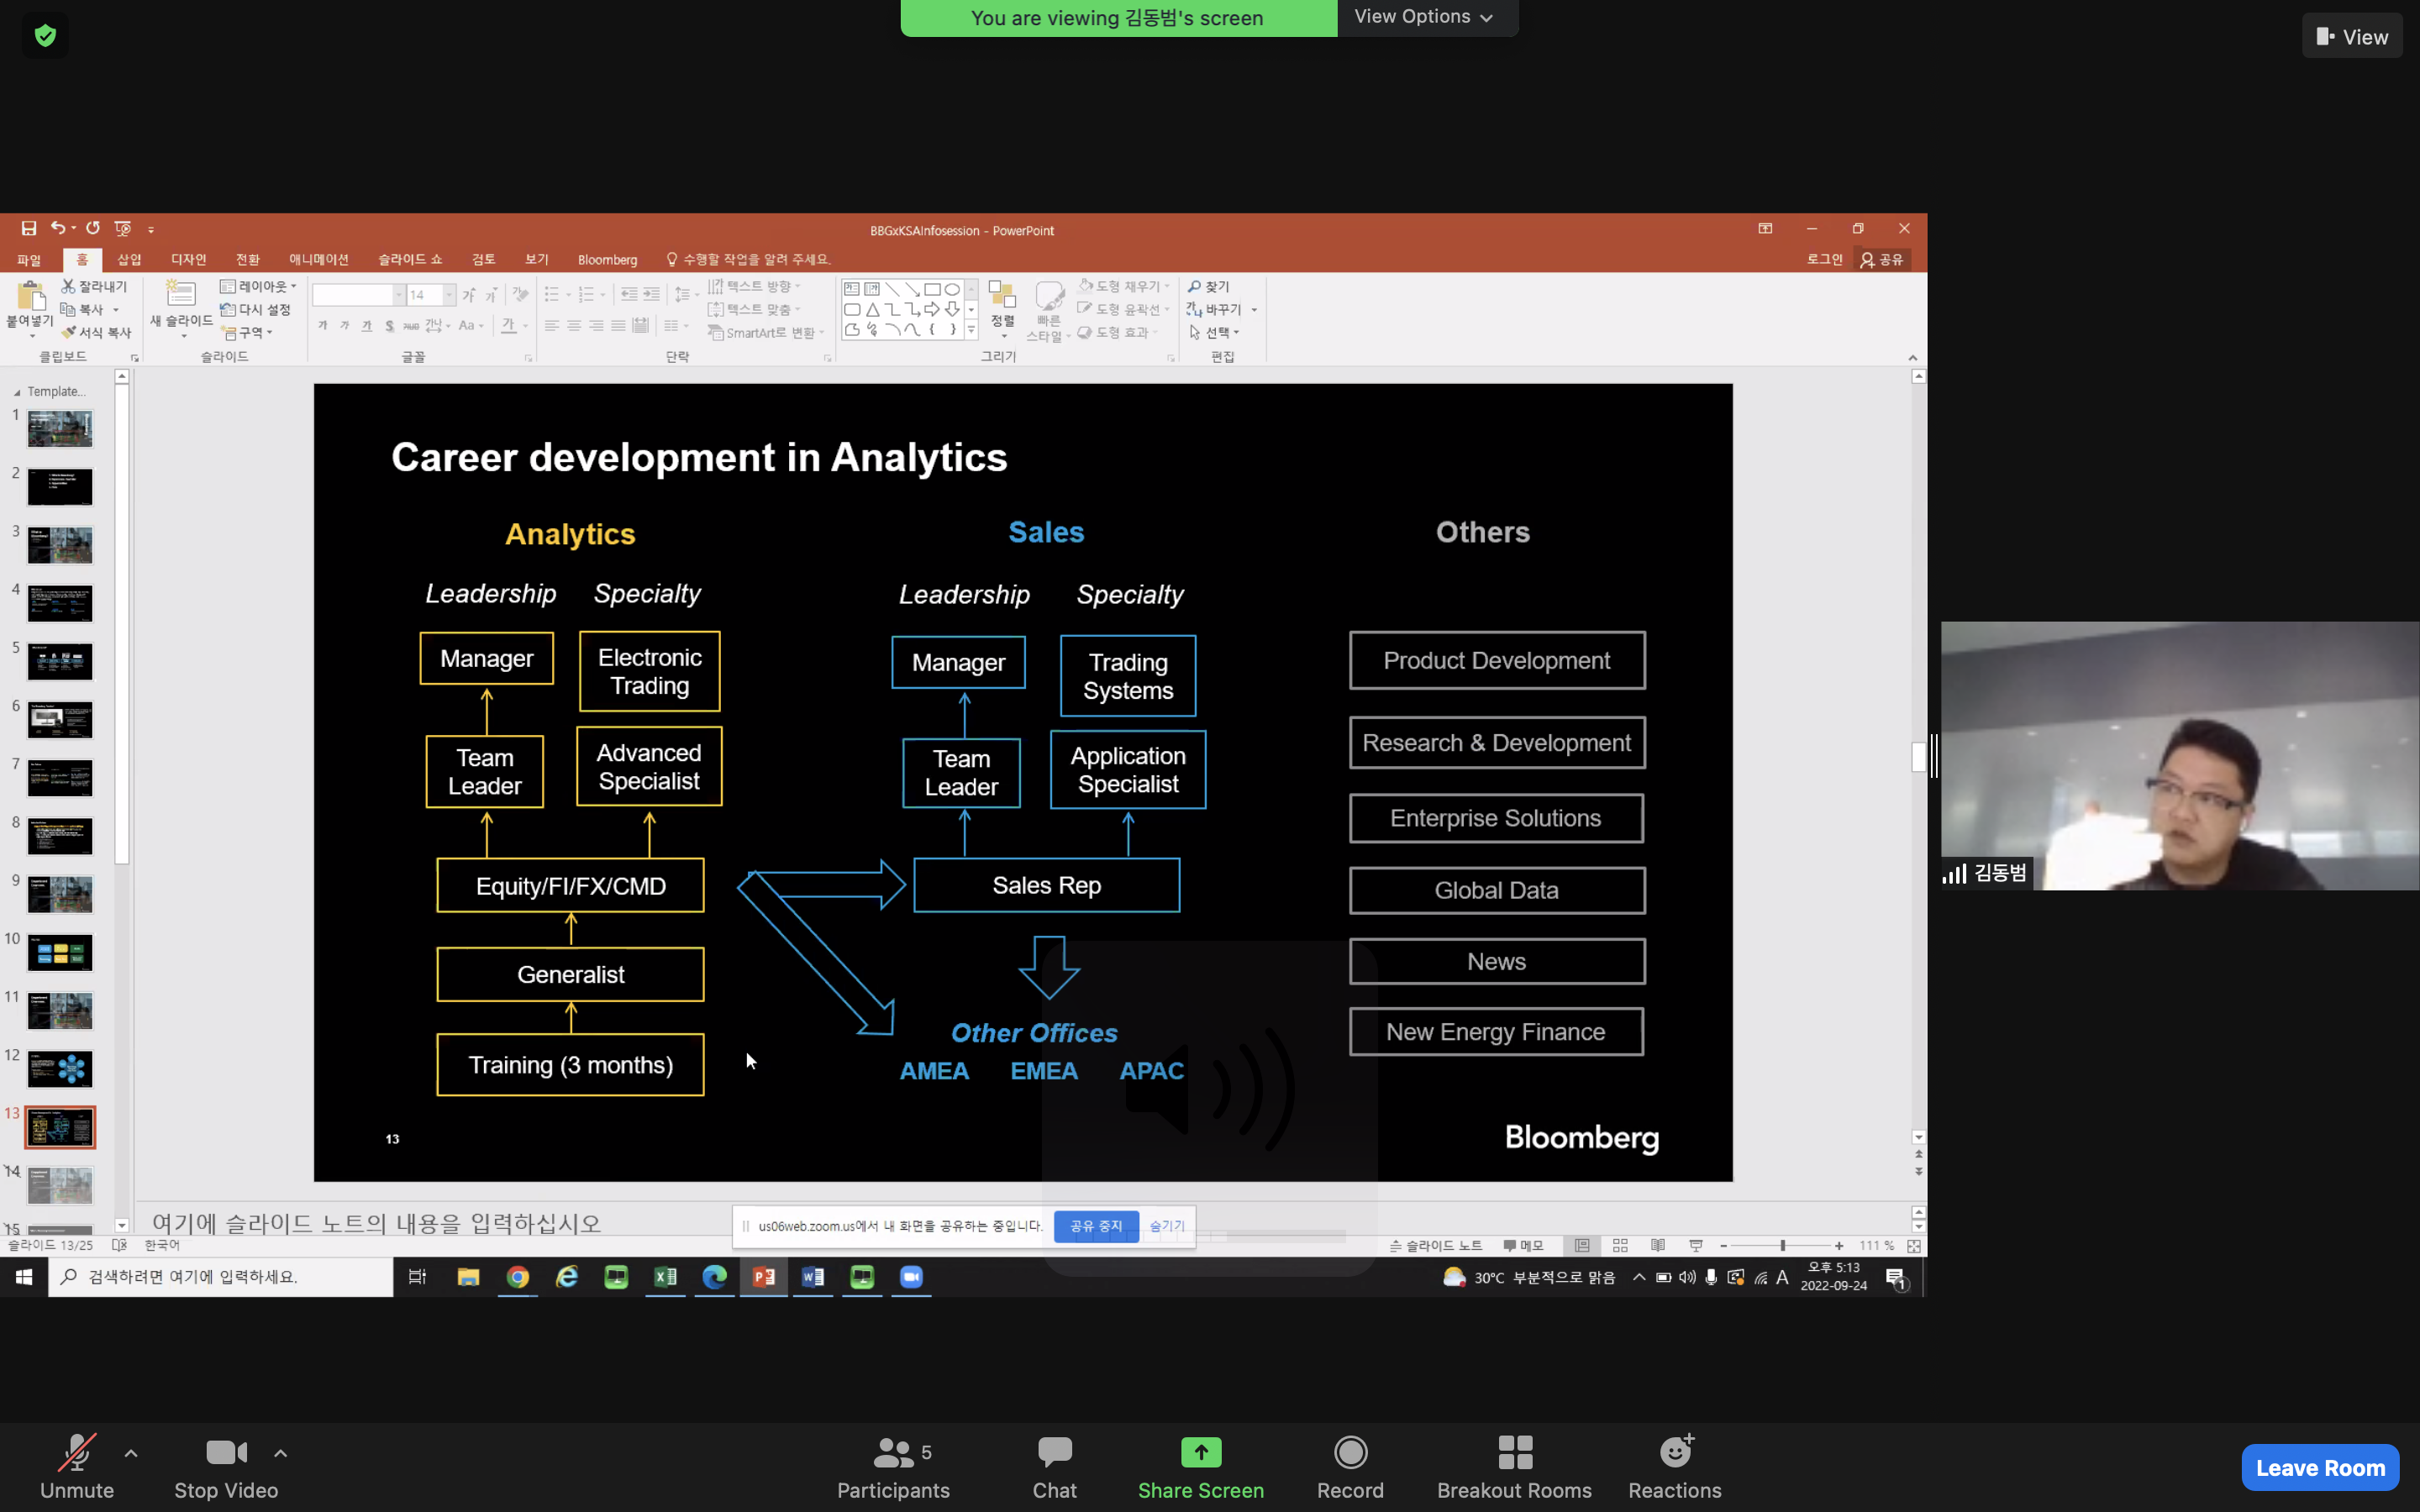 You are viewing 김동범's screen
View Options
View
BBGxKSAInfosession - PowerPoint
파일
홈
삽입
디자인
전환
애니메이션
슬라이드 쇼
검토
보기
Bloomberg
수행할 작업을 알려 주세요.
로그인
공유
붙여넣기
잘라내기
복사
서식 복사
클립보드
새 슬라이드
레이아웃
다시 설정
구역
슬라이드
14
글꼴
텍스트 방향
텍스트 맞춤
SmartArt로 변환
단락
정렬
빠른
스타일
도형 채우기
도형 윤곽선
도형 효과
그리기
찾기
바꾸기
선택
편집
Template...
1
2
3
4
5
6
7
8
9
10
11
12
13
14
15
Career development in Analytics
Analytics
Leadership
Specialty
Manager
Electronic
Trading
Team
Leader
Advanced
Specialist
Equity/FI/FX/CMD
Generalist
Training (3 months)
Sales
Leadership
Specialty
Manager
Trading
Systems
Team
Leader
Application
Specialist
Sales Rep
Other Offices
AMEA EMEA APAC
Others
Product Development
Research & Development
Enterprise Solutions
Global Data
News
New Energy Finance
13
Bloomberg
김동범
여기에 슬라이드 노트의 내용을 입력하십시오
us06web.zoom.us에서 내 화면을 공유하는 중입니다.
공유 중지
숨기기
슬라이드 13/25
한국어
슬라이드 노트
메모
111 %
검색하려면 여기에 입력하세요.
30°C 부분적으로 맑음
A
오후 5:13
2022-09-24
1
Unmute
Stop Video
5
Participants
Chat
Share Screen
Record
Breakout Rooms
Reactions
Leave Room